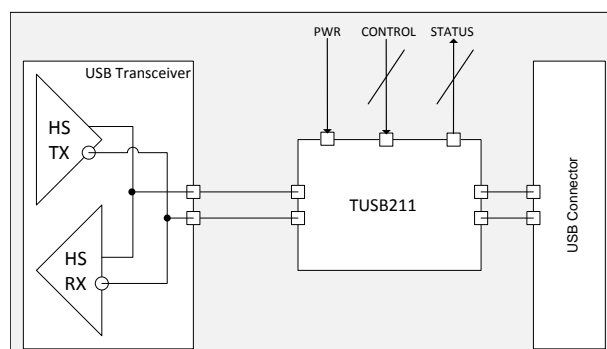 PWR CONTROL STATUS
USB Transceiver
HS
TX
TUSB211
HS
RX
USB Connector